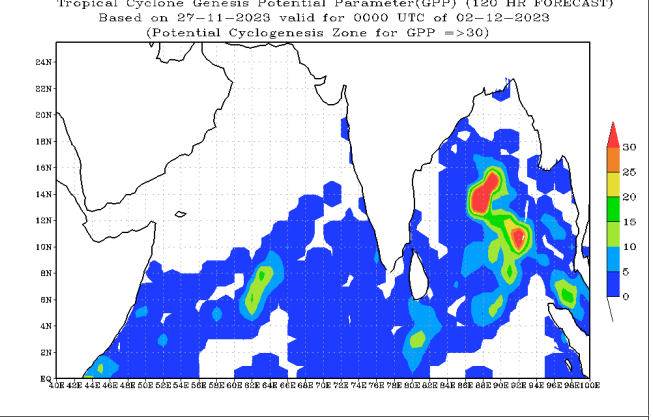 Tropical Cyclone Genesis Potential Parameter(GPP) (120 HR FORECAST)
Based on 27-11-2023 valid for 0000 UTC of 02-12-2023
(Potential Cyclogenesis Zone for GPP =>30)
24N
22N
20N
18N
16N
14N
12N
10N
8N
6N
4N
2N
EQ
40E 42E 44E 46E 48E 50E 52E 54E 56E 58E 60E 62E 64E 66E 68E 70E 72E 74E 76E 78E 80E 82E 84E 86E 88E 90E 92E 94E 96E 98E 100E
30
25
20
15
10
5
0